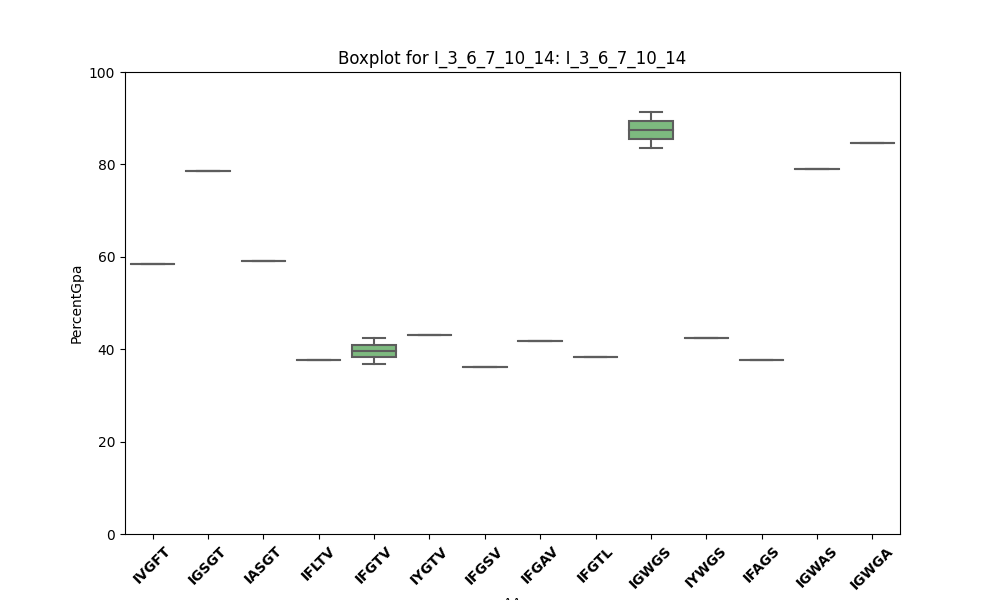 Boxplot for I_3_6_7_10_14: I_3_6_7_10_14
PercentGpa
100
80
60
40
20
0
IVGFT
IGSGT
IASGT
IFLTV
IFGTV
IYGTV
IFGSV
IFGAV
IFGTL
IGWGS
IYWGS
IFAGS
IGWAS
IGWGA